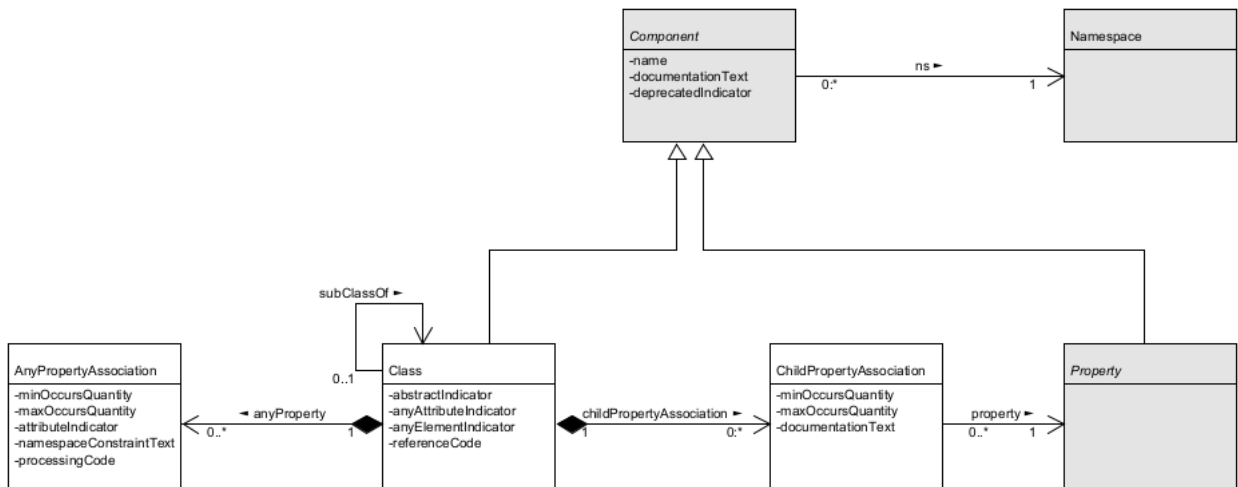 Component
-name
-documentationText
-deprecatedIndicator
ns ►
0:*
1
Namespace
subClassOf ►
0..1
AnyPropertyAssociation
-minOccursQuantity
-maxOccursQuantity
-attributeIndicator
-namespaceConstraintText
-processingCode
◄ anyProperty
0..*
1
Class
-abstractIndicator
-anyAttributeIndicator
-anyElementIndicator
-referenceCode
childPropertyAssociation ►
1
0:*
ChildPropertyAssociation
-minOccursQuantity
-maxOccursQuantity
-documentationText
property ►
0..*
1
Property